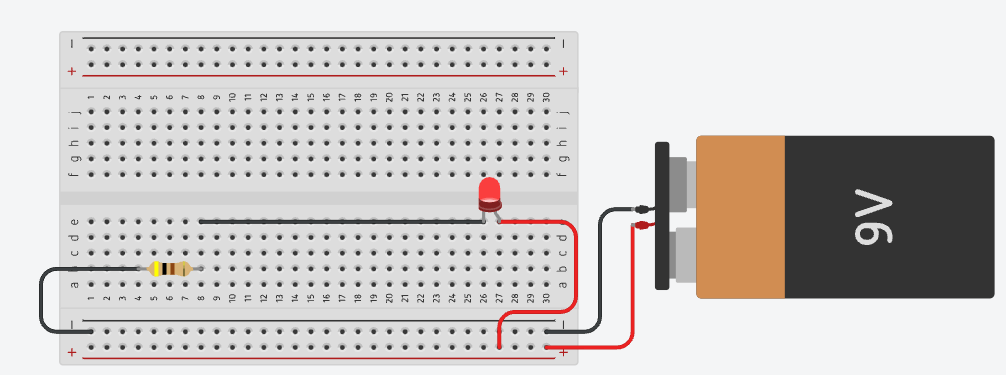 − −
+ +
1 2 3 4 5 6 7 8 9 10 11 12 13 14 15 16 17 18 19 20 21 22 23 24 25 26 27 28 29 30
j j
i i
h h
g g
f f
e
d d
c c
b
a a
1 2 3 4 5 6 7 8 9 10 11 12 13 14 15 16 17 18 19 20 21 22 23 24 25 26 27 28 29 30
− −
+ +
9V